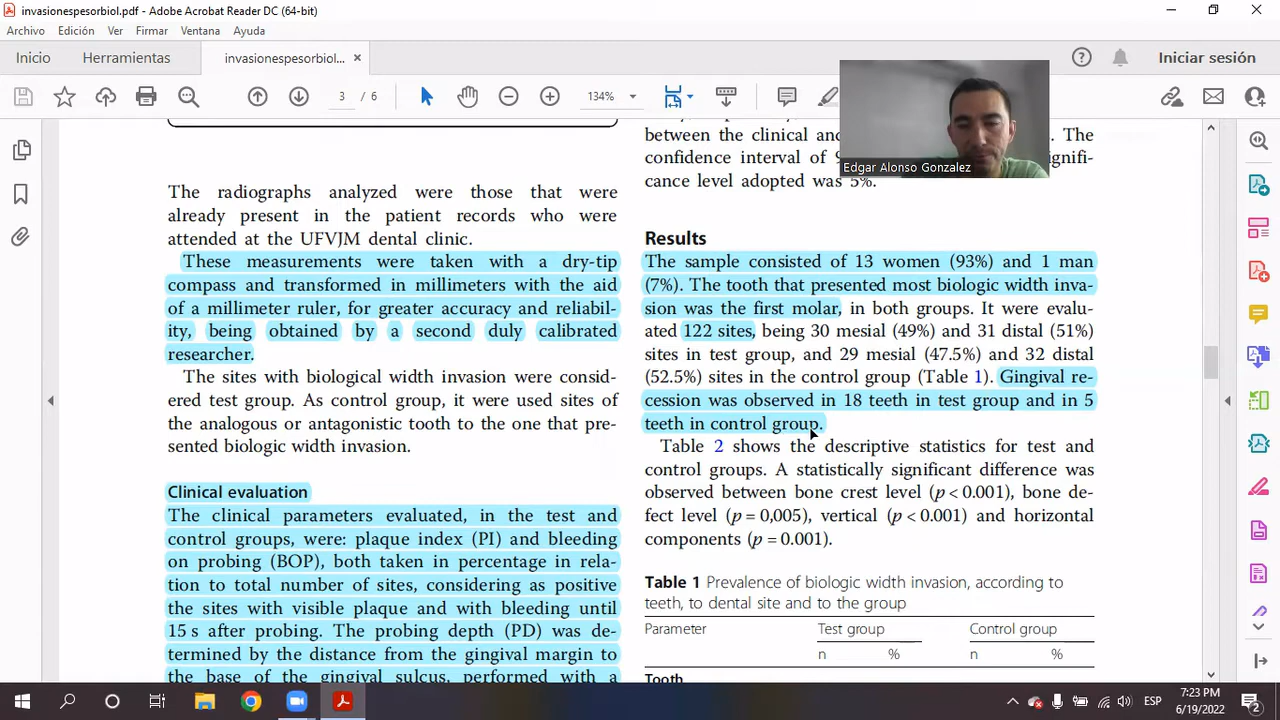 invasionespesorbiol.pdf - Adobe Acrobat Reader DC (64-bit)
Archivo Edición Ver Firmar Ventana Ayuda
Inicio Herramientas invasionespesorbiol... × Iniciar sesión
3 / 6 134%
Edgar Alonso Gonzalez
The radiographs analyzed were those that were
already present in the patient records who were
attended at the UFVJM dental clinic.
These measurements were taken with a dry-tip
compass and transformed in millimeters with the aid
of a millimeter ruler, for greater accuracy and reliabil-
ity, being obtained by a second duly calibrated
researcher.
The sites with biological width invasion were consid-
ered test group. As control group, it were used sites of
the analogous or antagonistic tooth to the one that pre-
sented biologic width invasion.
Clinical evaluation
The clinical parameters evaluated, in the test and
control groups, were: plaque index (PI) and bleeding
on probing (BOP), both taken in percentage in rela-
tion to total number of sites, considering as positive
the sites with visible plaque and with bleeding until
15 s after probing. The probing depth (PD) was de-
termined by the distance from the gingival margin to
the base of the gingival sulcus, performed with a
between the clinical and The
confidence interval of 9 signifi-
cance level adopted was 5%.
Results
The sample consisted of 13 women (93%) and 1 man
(7%). The tooth that presented most biologic width inva-
sion was the first molar, in both groups. It were evalu-
ated 122 sites, being 30 mesial (49%) and 31 distal (51%)
sites in test group, and 29 mesial (47.5%) and 32 distal
(52.5%) sites in the control group (Table 1). Gingival re-
cession was observed in 18 teeth in test group and in 5
teeth in control group.
Table 2 shows the descriptive statistics for test and
control groups. A statistically significant difference was
observed between bone crest level (p < 0.001), bone de-
fect level (p = 0,005), vertical (p < 0.001) and horizontal
components (p = 0.001).
Table 1 Prevalence of biologic width invasion, according to
teeth, to dental site and to the group
Parameter Test group Control group
n % n %
Tooth
ESP
7:23 PM
6/19/2022
2